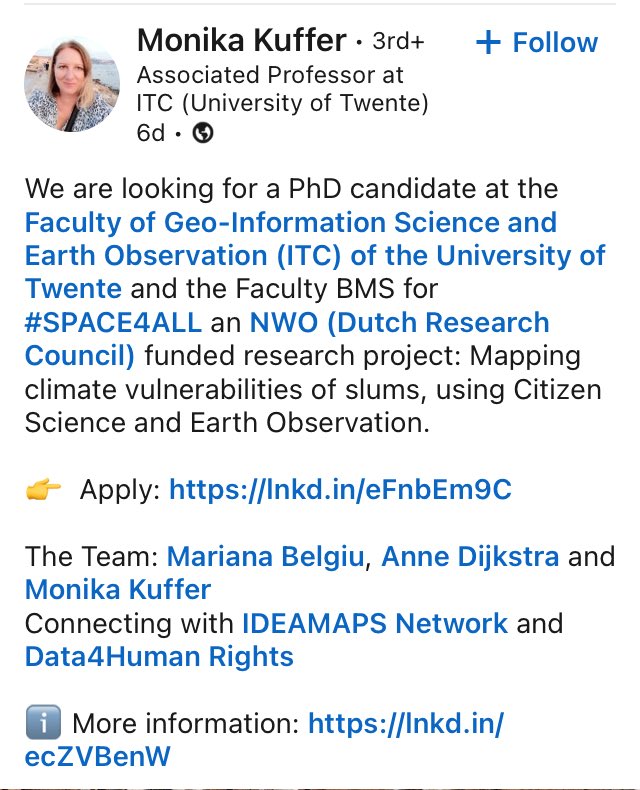 Monika Kuffer • 3rd+
+ Follow
Associated Professor at
ITC (University of Twente)
6d •
We are looking for a PhD candidate at the
Faculty of Geo-Information Science and
Earth Observation (ITC) of the University of
Twente and the Faculty BMS for
#SPACE4ALL an NWO (Dutch Research
Council) funded research project: Mapping
climate vulnerabilities of slums, using Citizen
Science and Earth Observation.
👉 Apply: https://lnkd.in/eFnbEm9C
The Team: Mariana Belgiu, Anne Dijkstra and
Monika Kuffer
Connecting with IDEAMAPS Network and
Data4Human Rights
ℹ️ More information: https://lnkd.in/
ecZVBenW